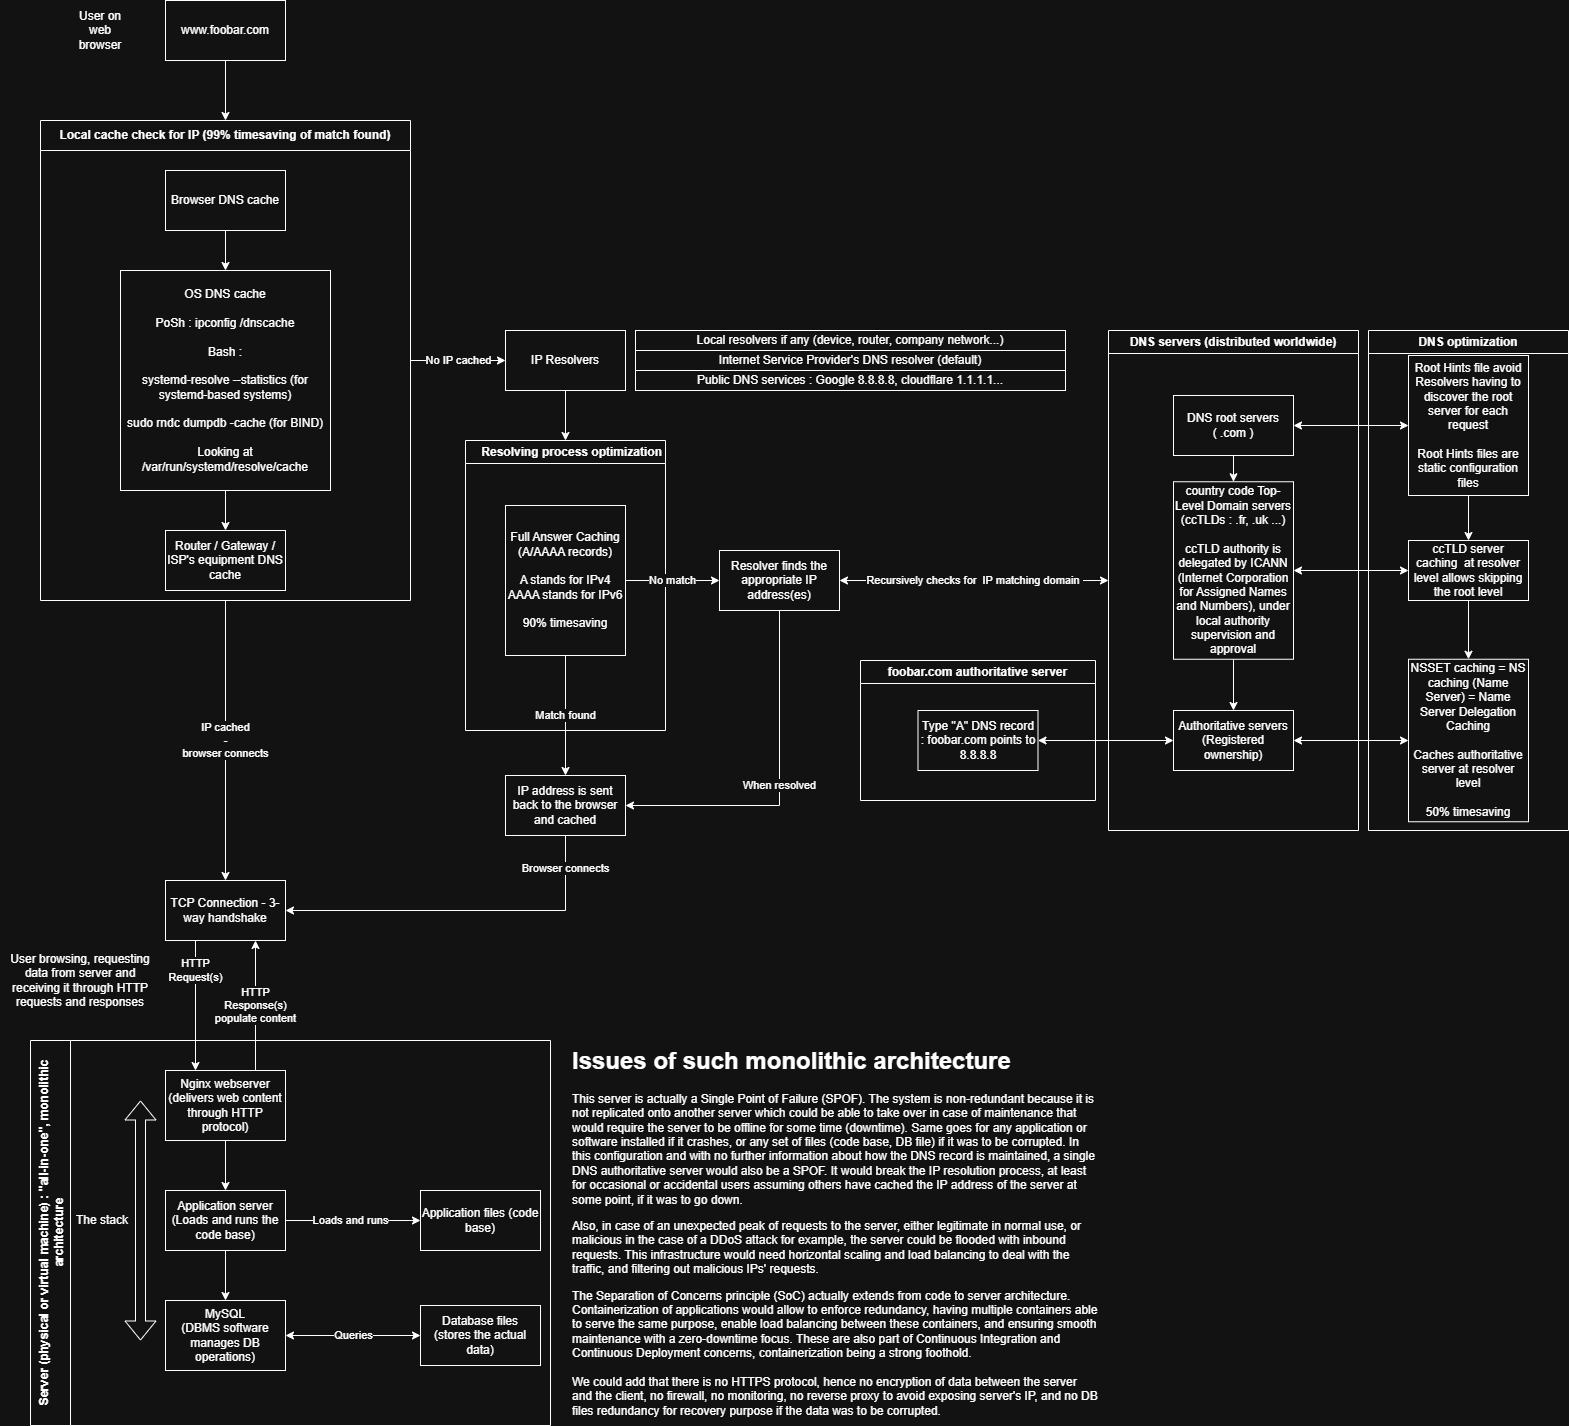 User on
web
browser
www.foobar.com
Local cache check for IP (99% timesaving of match found)
Browser DNS cache
OS DNS cache
PoSh : ipconfig /dnscache
Bash :
systemd-resolve --statistics (for
systemd-based systems)
sudo rndc dumpdb -cache (for BIND)
Looking at
/var/run/systemd/resolve/cache
Router / Gateway /
ISP's equipment DNS
cache
No IP cached
IP Resolvers
Local resolvers if any (device, router, company network...)
Internet Service Provider's DNS resolver (default)
Public DNS services : Google 8.8.8.8, cloudflare 1.1.1.1...
Resolving process optimization
Full Answer Caching
(A/AAAA records)
A stands for IPv4
AAAA stands for IPv6
90% timesaving
No match
Match found
Resolver finds the
appropriate IP
address(es)
Recursively checks for  IP matching domain
When resolved
IP address is sent
back to the browser
and cached
Browser connects
DNS servers (distributed worldwide)
DNS root servers
( .com )
country code Top-
Level Domain servers
(ccTLDs : .fr, .uk ...)
ccTLD authority is
delegated by ICANN
(Internet Corporation
for Assigned Names
and Numbers), under
local authority
supervision and
approval
Authoritative servers
(Registered
ownership)
foobar.com authoritative server
Type "A" DNS record
: foobar.com points to
8.8.8.8
DNS optimization
Root Hints file avoid
Resolvers having to
discover the root
server for each
request
Root Hints files are
static configuration
files
ccTLD server
caching  at resolver
level allows skipping
the root level
NSSET caching = NS
caching (Name
Server) = Name
Server Delegation
Caching
Caches authoritative
server at resolver
level
50% timesaving
IP cached
-
browser connects
TCP Connection - 3-
way handshake
User browsing, requesting
data from server and
receiving it through HTTP
requests and responses
HTTP
Request(s)
HTTP
Response(s)
populate content
Server (physical or virtual machine) : "all-in-one", monolithic
architecture
The stack
Nginx webserver
(delivers web content
through HTTP
protocol)
Application server
(Loads and runs the
code base)
Loads and runs
Application files (code
base)
MySQL
(DBMS software
manages DB
operations)
Queries
Database files
(stores the actual
data)
Issues of such monolithic architecture
This server is actually a Single Point of Failure (SPOF). The system is non-redundant because it is
not replicated onto another server which could be able to take over in case of maintenance that
would require the server to be offline for some time (downtime). Same goes for any application or
software installed if it crashes, or any set of files (code base, DB file) if it was to be corrupted. In
this configuration and with no further information about how the DNS record is maintained, a single
DNS authoritative server would also be a SPOF. It would break the IP resolution process, at least
for occasional or accidental users assuming others have cached the IP address of the server at
some point, if it was to go down.
Also, in case of an unexpected peak of requests to the server, either legitimate in normal use, or
malicious in the case of a DDoS attack for example, the server could be flooded with inbound
requests. This infrastructure would need horizontal scaling and load balancing to deal with the
traffic, and filtering out malicious IPs' requests.
The Separation of Concerns principle (SoC) actually extends from code to server architecture.
Containerization of applications would allow to enforce redundancy, having multiple containers able
to serve the same purpose, enable load balancing between these containers, and ensuring smooth
maintenance with a zero-downtime focus. These are also part of Continuous Integration and
Continuous Deployment concerns, containerization being a strong foothold.
We could add that there is no HTTPS protocol, hence no encryption of data between the server
and the client, no firewall, no monitoring, no reverse proxy to avoid exposing server's IP, and no DB
files redundancy for recovery purpose if the data was to be corrupted.